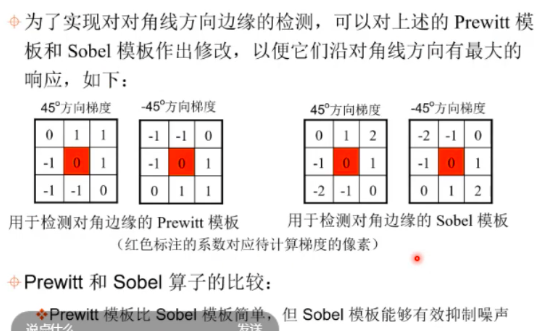 为了实现对对角线方向边缘的检测，可以对上述的 Prewitt 模
板和 Sobel 模板作出修改，以便它们沿对角线方向有最大的
响应，如下：
45°方向梯度 -45°方向梯度 45°方向梯度 -45°方向梯度
0 1 1 -1 -1 0 0 1 2 -2 -1 0
-1 0 1 -1 0 1 -1 0 1 -1 0 1
-1 -1 0 0 1 1 -2 -1 0 0 1 2
用于检测对角边缘的 Prewitt 模板 用于检测对角边缘的 Sobel 模板
（红色标注的系数对应待计算梯度的像素）
Prewitt 和 Sobel 算子的比较：
Prewitt 模板比 Sobel 模板简单，但 Sobel 模板能够有效抑制噪声
说点什么 发送